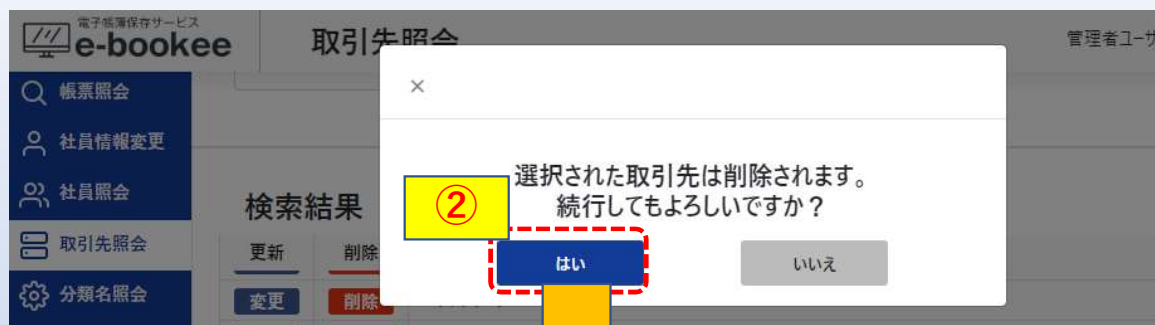 電子帳簿保存サービス
e-bookee
取引先照会
管理者ユーザ
帳票照会
社員情報変更
社員照会
取引先照会
分類名照会
検索結果
更新
削除
変更
削除
×
選択された取引先は削除されます。
続行してもよろしいですか？
②
はい
いいえ